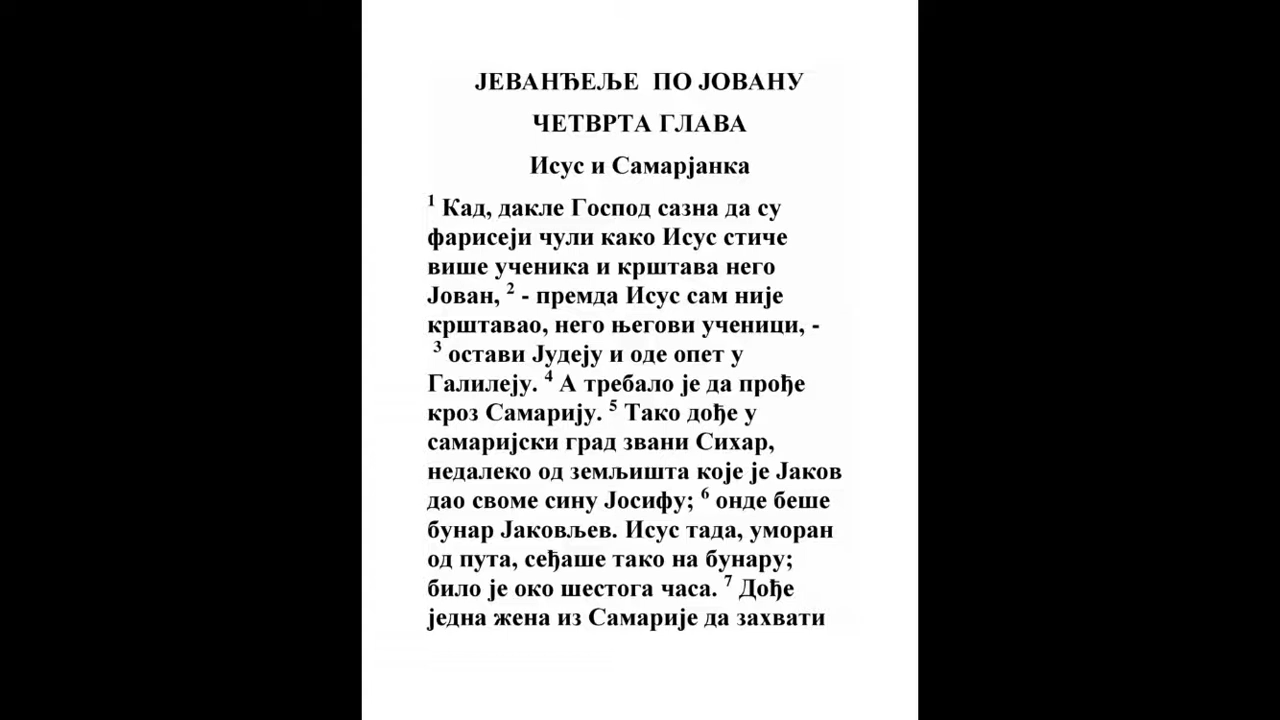 ЈЕВАНЂЕЉЕ ПО ЈОВАНУ
ЧЕТВРТА ГЛАВА
Исус и Самарјанка
1 Кад, дакле Господ сазна да су
фарисеји чули како Исус стиче
више ученика и крштава него
Јован, 2 - премда Исус сам није
крштавао, него његови ученици, -
3 остави Јудеју и оде опет у
Галилеју. 4 А требало је да прође
кроз Самарију. 5 Тако дође у
самаријски град звани Сихар,
недалеко од земљишта које је Јаков
дао своме сину Јосифу; 6 онде беше
бунар Јаковљев. Исус тада, уморан
од пута, сеђаше тако на бунару;
било је око шестога часа. 7 Дође
једна жена из Самарије да захвати